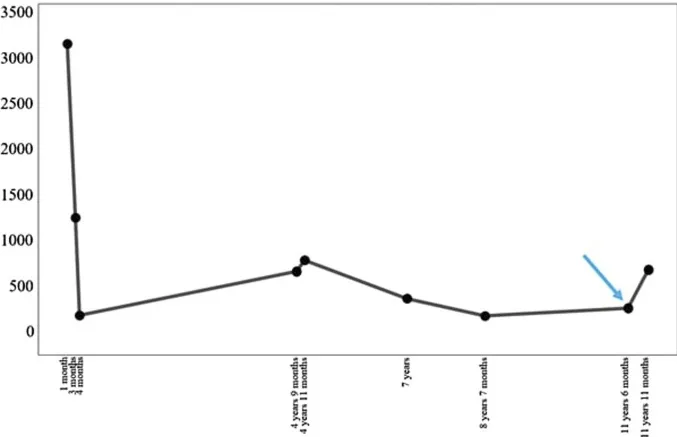 3500
3000
2500
2000
1500
1000
500
0
1 month
3 months
4 months
4 years 9 months
4 years 11 months
7 years
8 years 7 months
11 years 6 months
11 years 11 months